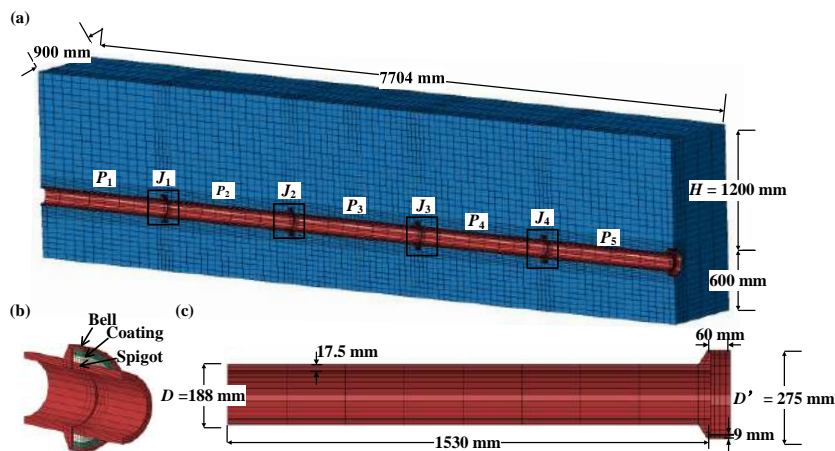 (a)
900 mm
7704 mm
P1
J1
P2
J2
P3
J3
P4
J4
P5
H = 1200 mm
600 mm
(b)
Bell
Coating
Spigot
(c)
60 mm
17.5 mm
D =188 mm
D’ = 275 mm
9 mm
1530 mm